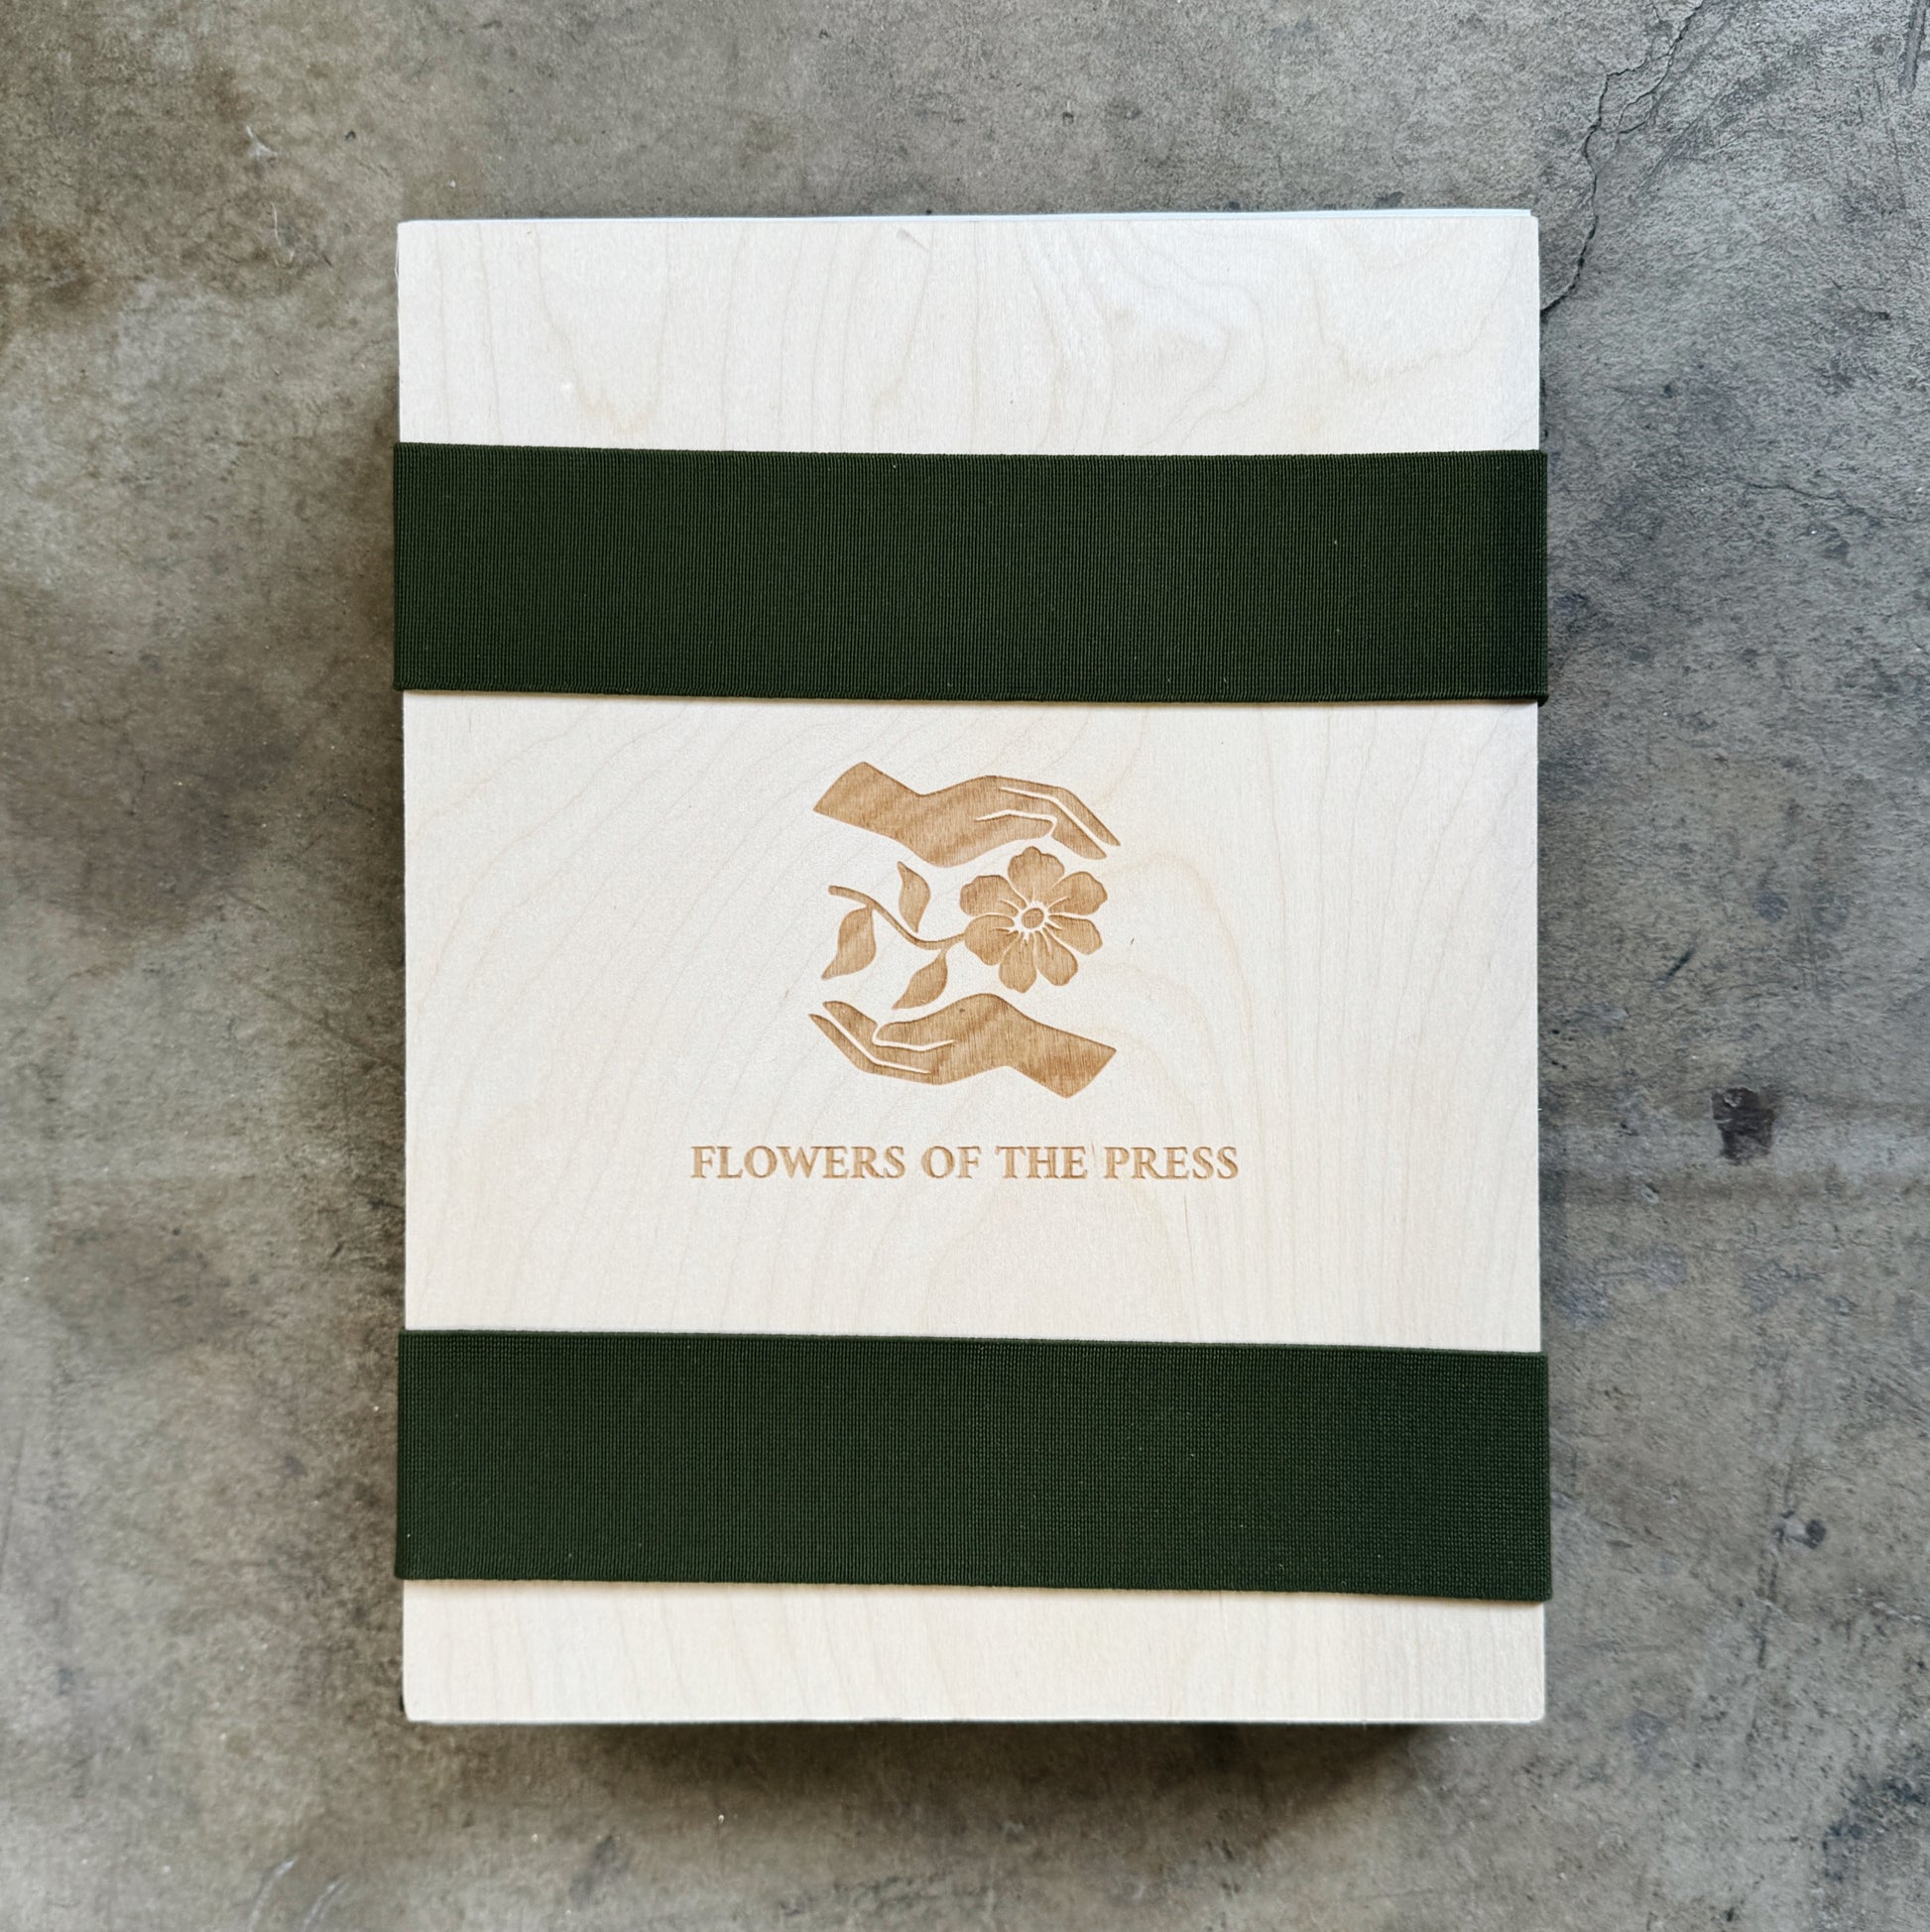 FLOWERS OF THE PRESS